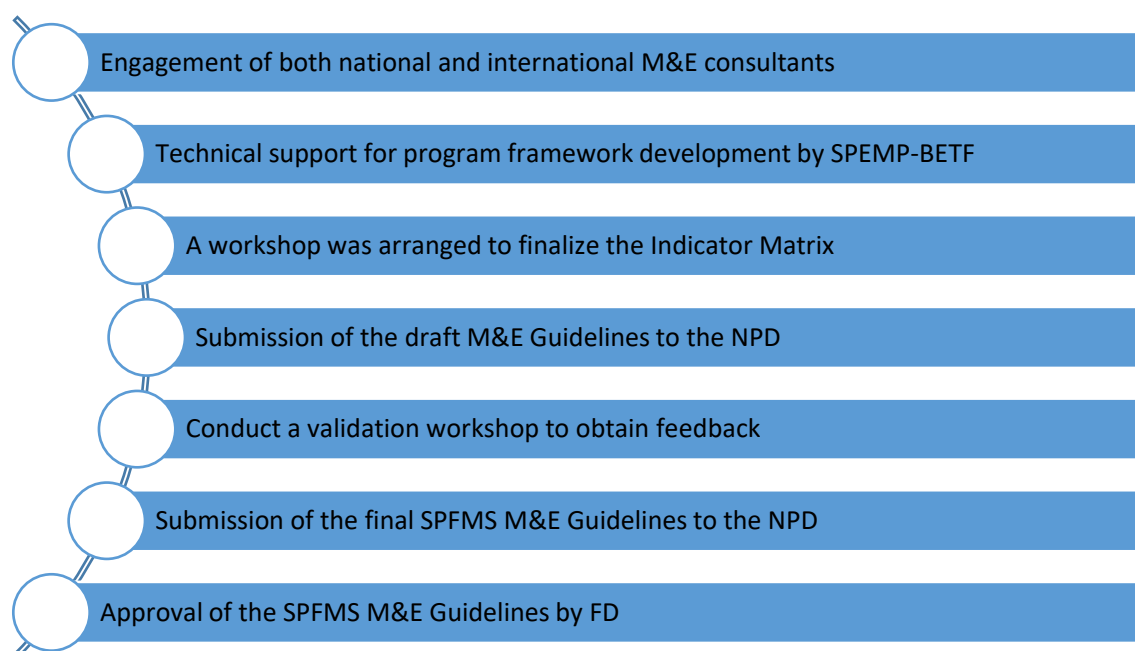 Engagement of both national and international M&E consultants
Technical support for program framework development by SPEMP-BETF
A workshop was arranged to finalize the Indicator Matrix
Submission of the draft M&E Guidelines to the NPD
Conduct a validation workshop to obtain feedback
Submission of the final SPFMS M&E Guidelines to the NPD
Approval of the SPFMS M&E Guidelines by FD